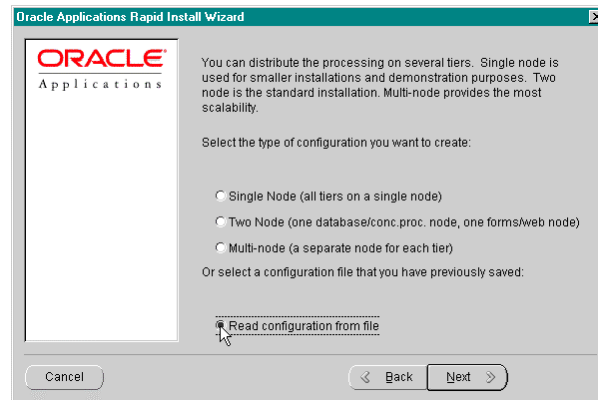 Oracle Applications Rapid Install Wizard
ORACLE
Applications
You can distribute the processing on several tiers. Single node is
used for smaller installations and demonstration purposes. Two
node is the standard installation. Multi-node provides the most
scalability.
Select the type of configuration you want to create:
Single Node (all tiers on a single node)
Two Node (one database/conc.proc. node, one forms/web node)
Multi-node (a separate node for each tier)
Or select a configuration file that you have previously saved:
Read configuration from file
Cancel
Back
Next